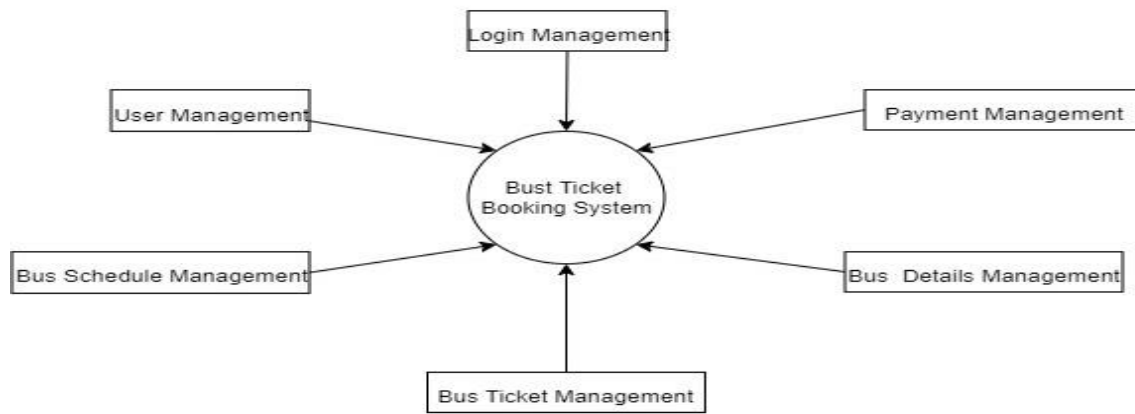 Login Management
User Management
Payment Management
Bust Ticket
Booking System
Bus Schedule Management
Bus Details Management
Bus Ticket Management